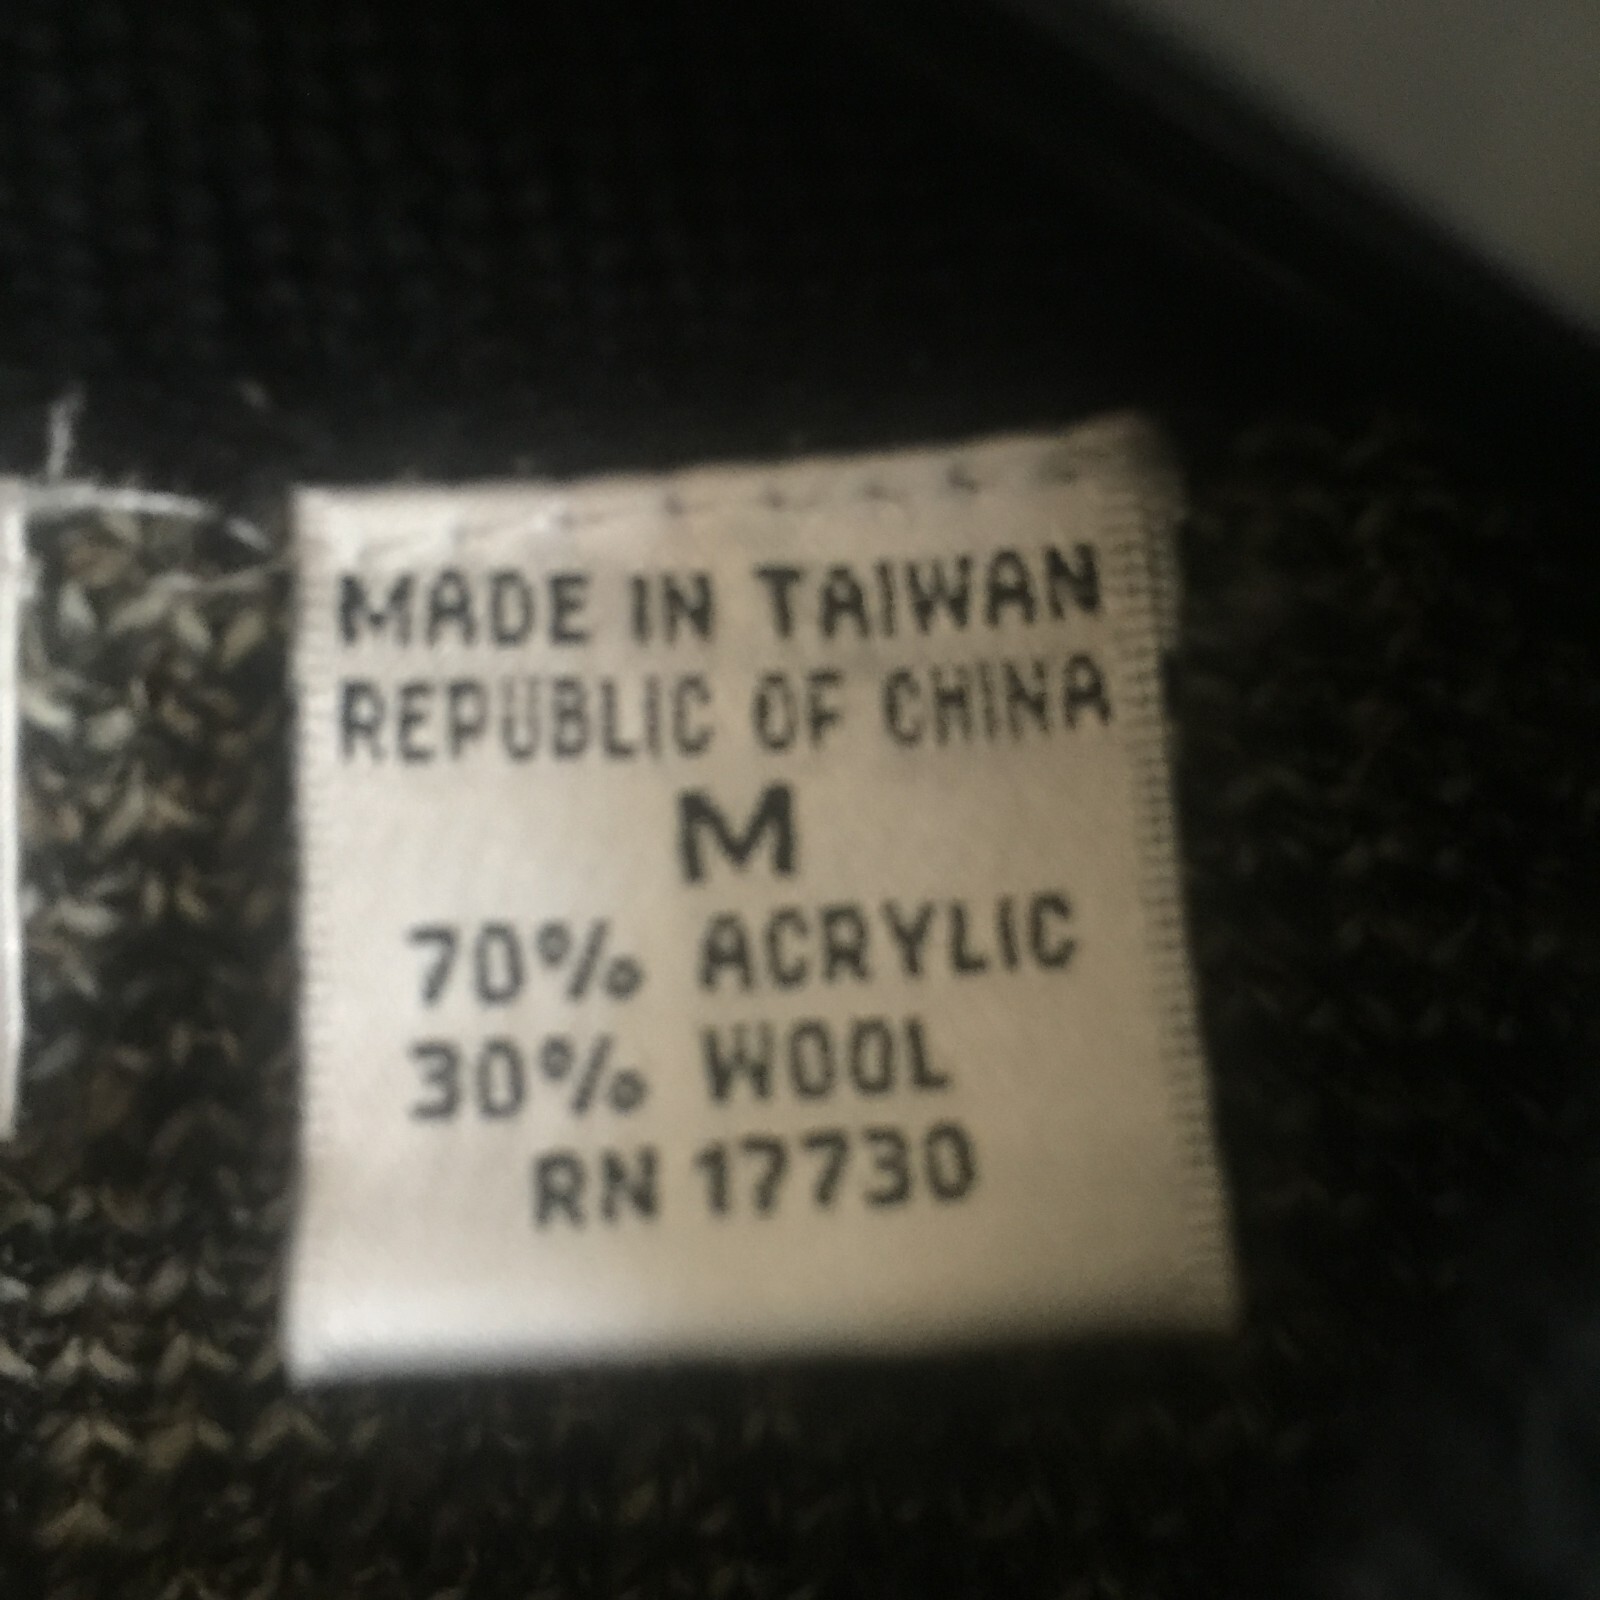 MADE IN TAIWAN
REPUBLIC OF CHINA
M
70% ACRYLIC
30% WOOL
RN 17730